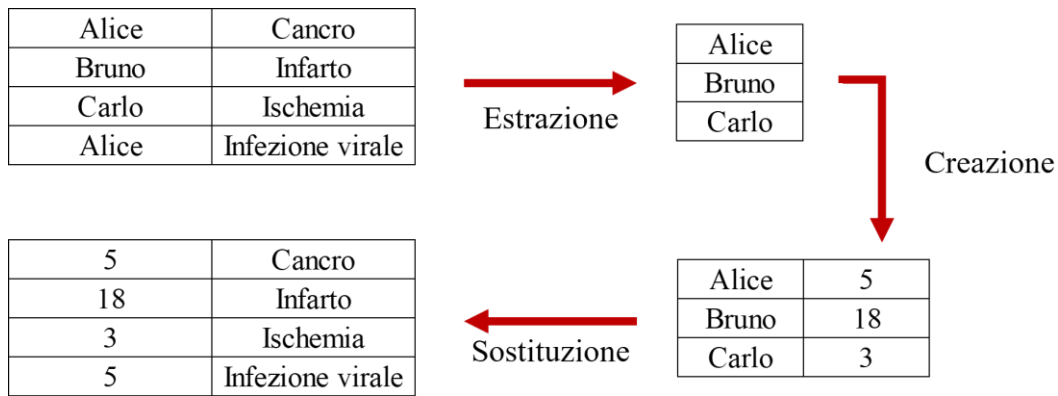 Alice Cancro
Bruno Infarto
Carlo Ischemia
Alice Infezione virale
Estrazione
Alice
Bruno
Carlo
Creazione
Alice 5
Bruno 18
Carlo 3
Sostituzione
5 Cancro
18 Infarto
3 Ischemia
5 Infezione virale